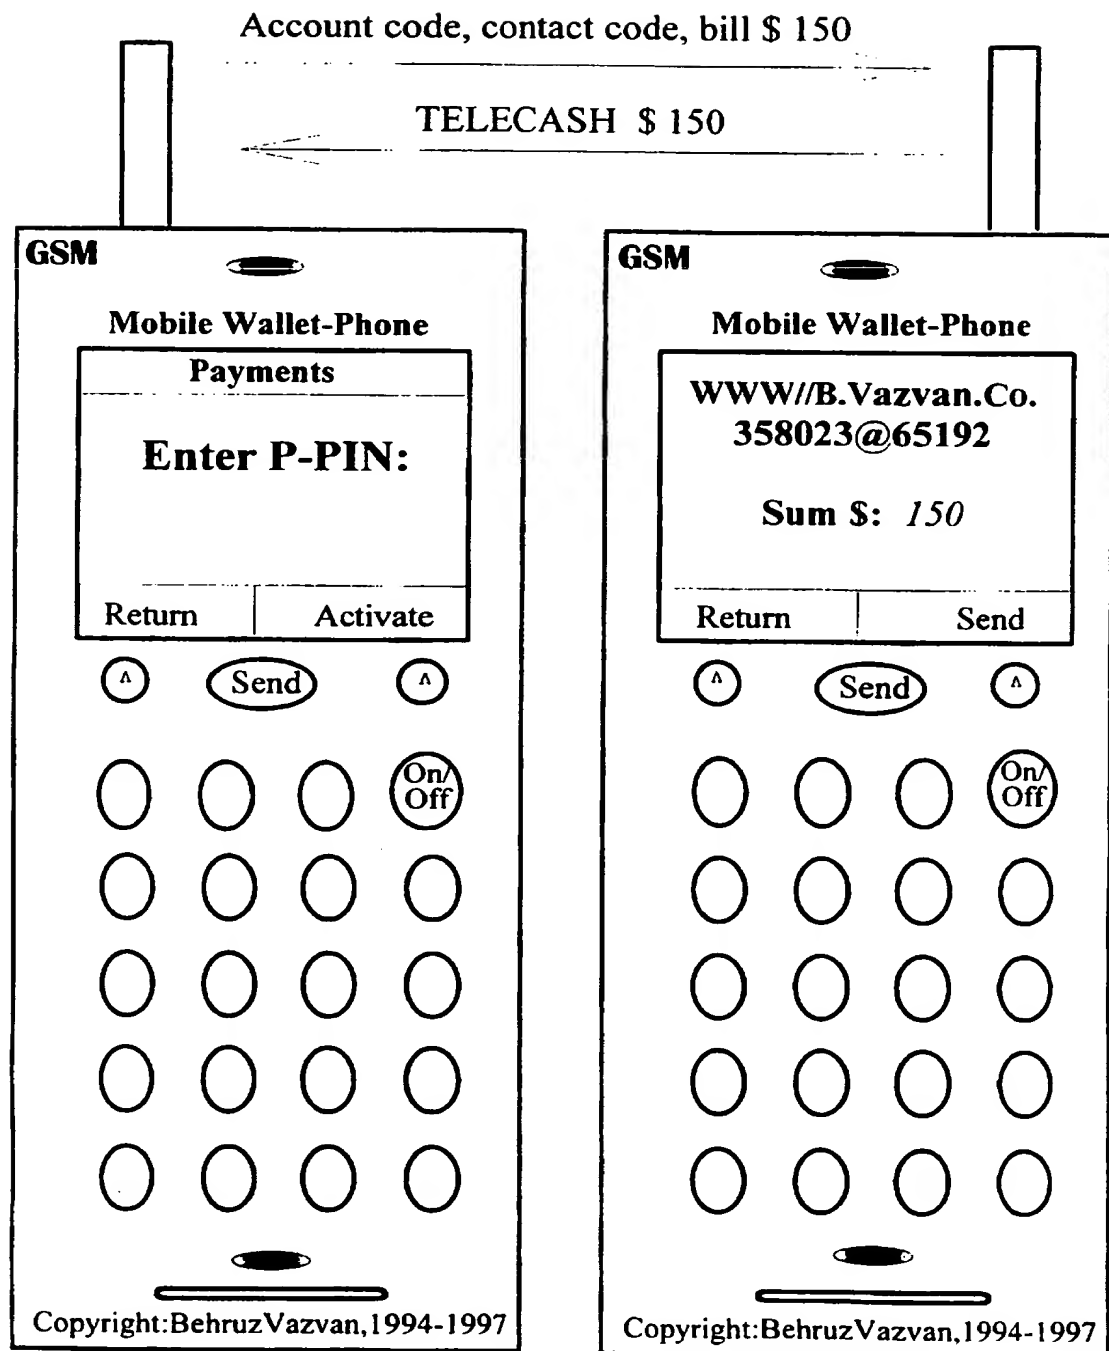 Account code, contact code, bill $ 150
TELECASH $ 150
GSM
Mobile Wallet-Phone
Payments
Enter P-PIN:
Return Activate
^ Send ^
On/
Off
Copyright:BehruzVazvan,1994-1997
GSM
Mobile Wallet-Phone
WWW//B.Vazvan.Co.
358023@65192
Sum $: 150
Return Send
^ Send ^
On/
Off
Copyright:BehruzVazvan,1994-1997